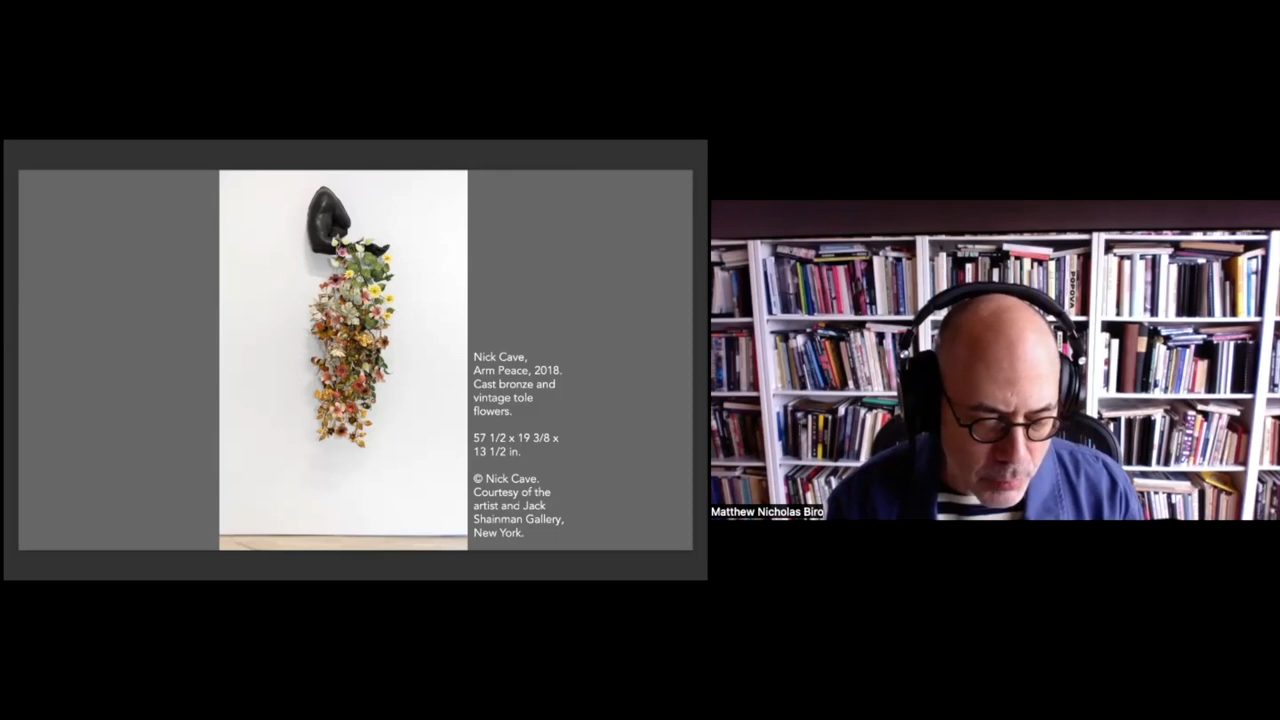 Nick Cave,
Arm Peace, 2018.
Cast bronze and
vintage tole
flowers.
57 1/2 x 19 3/8 x
13 1/2 in.
© Nick Cave.
Courtesy of the
artist and Jack
Shainman Gallery,
New York.
POPOVA
Matthew Nicholas Biro